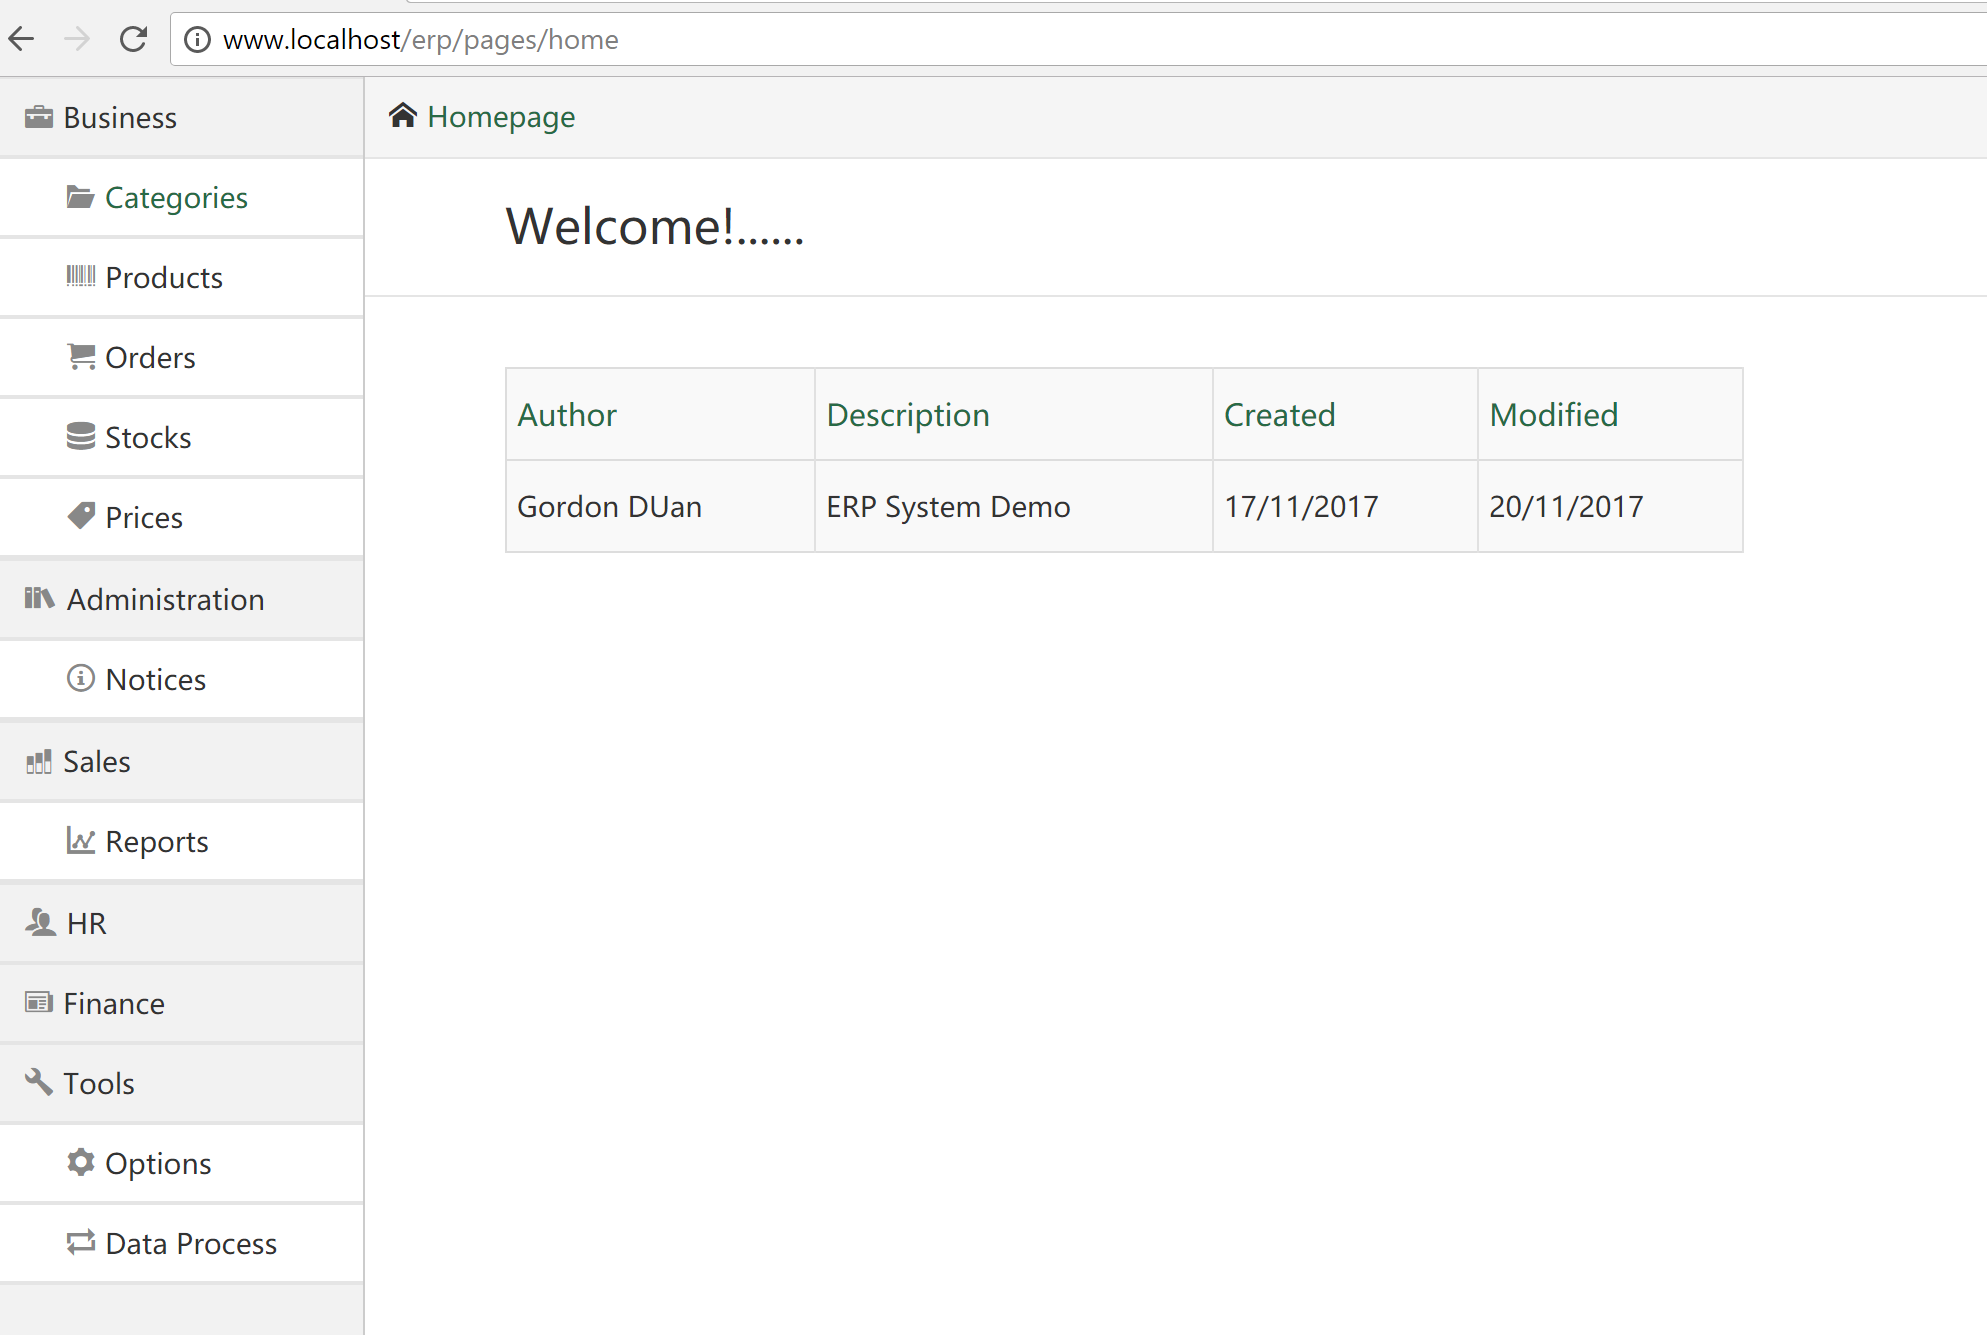 www.localhost/erp/pages/home
Business
Categories
Products
Orders
Stocks
Prices
Administration
Notices
Sales
Reports
HR
Finance
Tools
Options
Data Process
Homepage
Welcome!......
Author Description Created Modified
Gordon DUan ERP System Demo 17/11/2017 20/11/2017